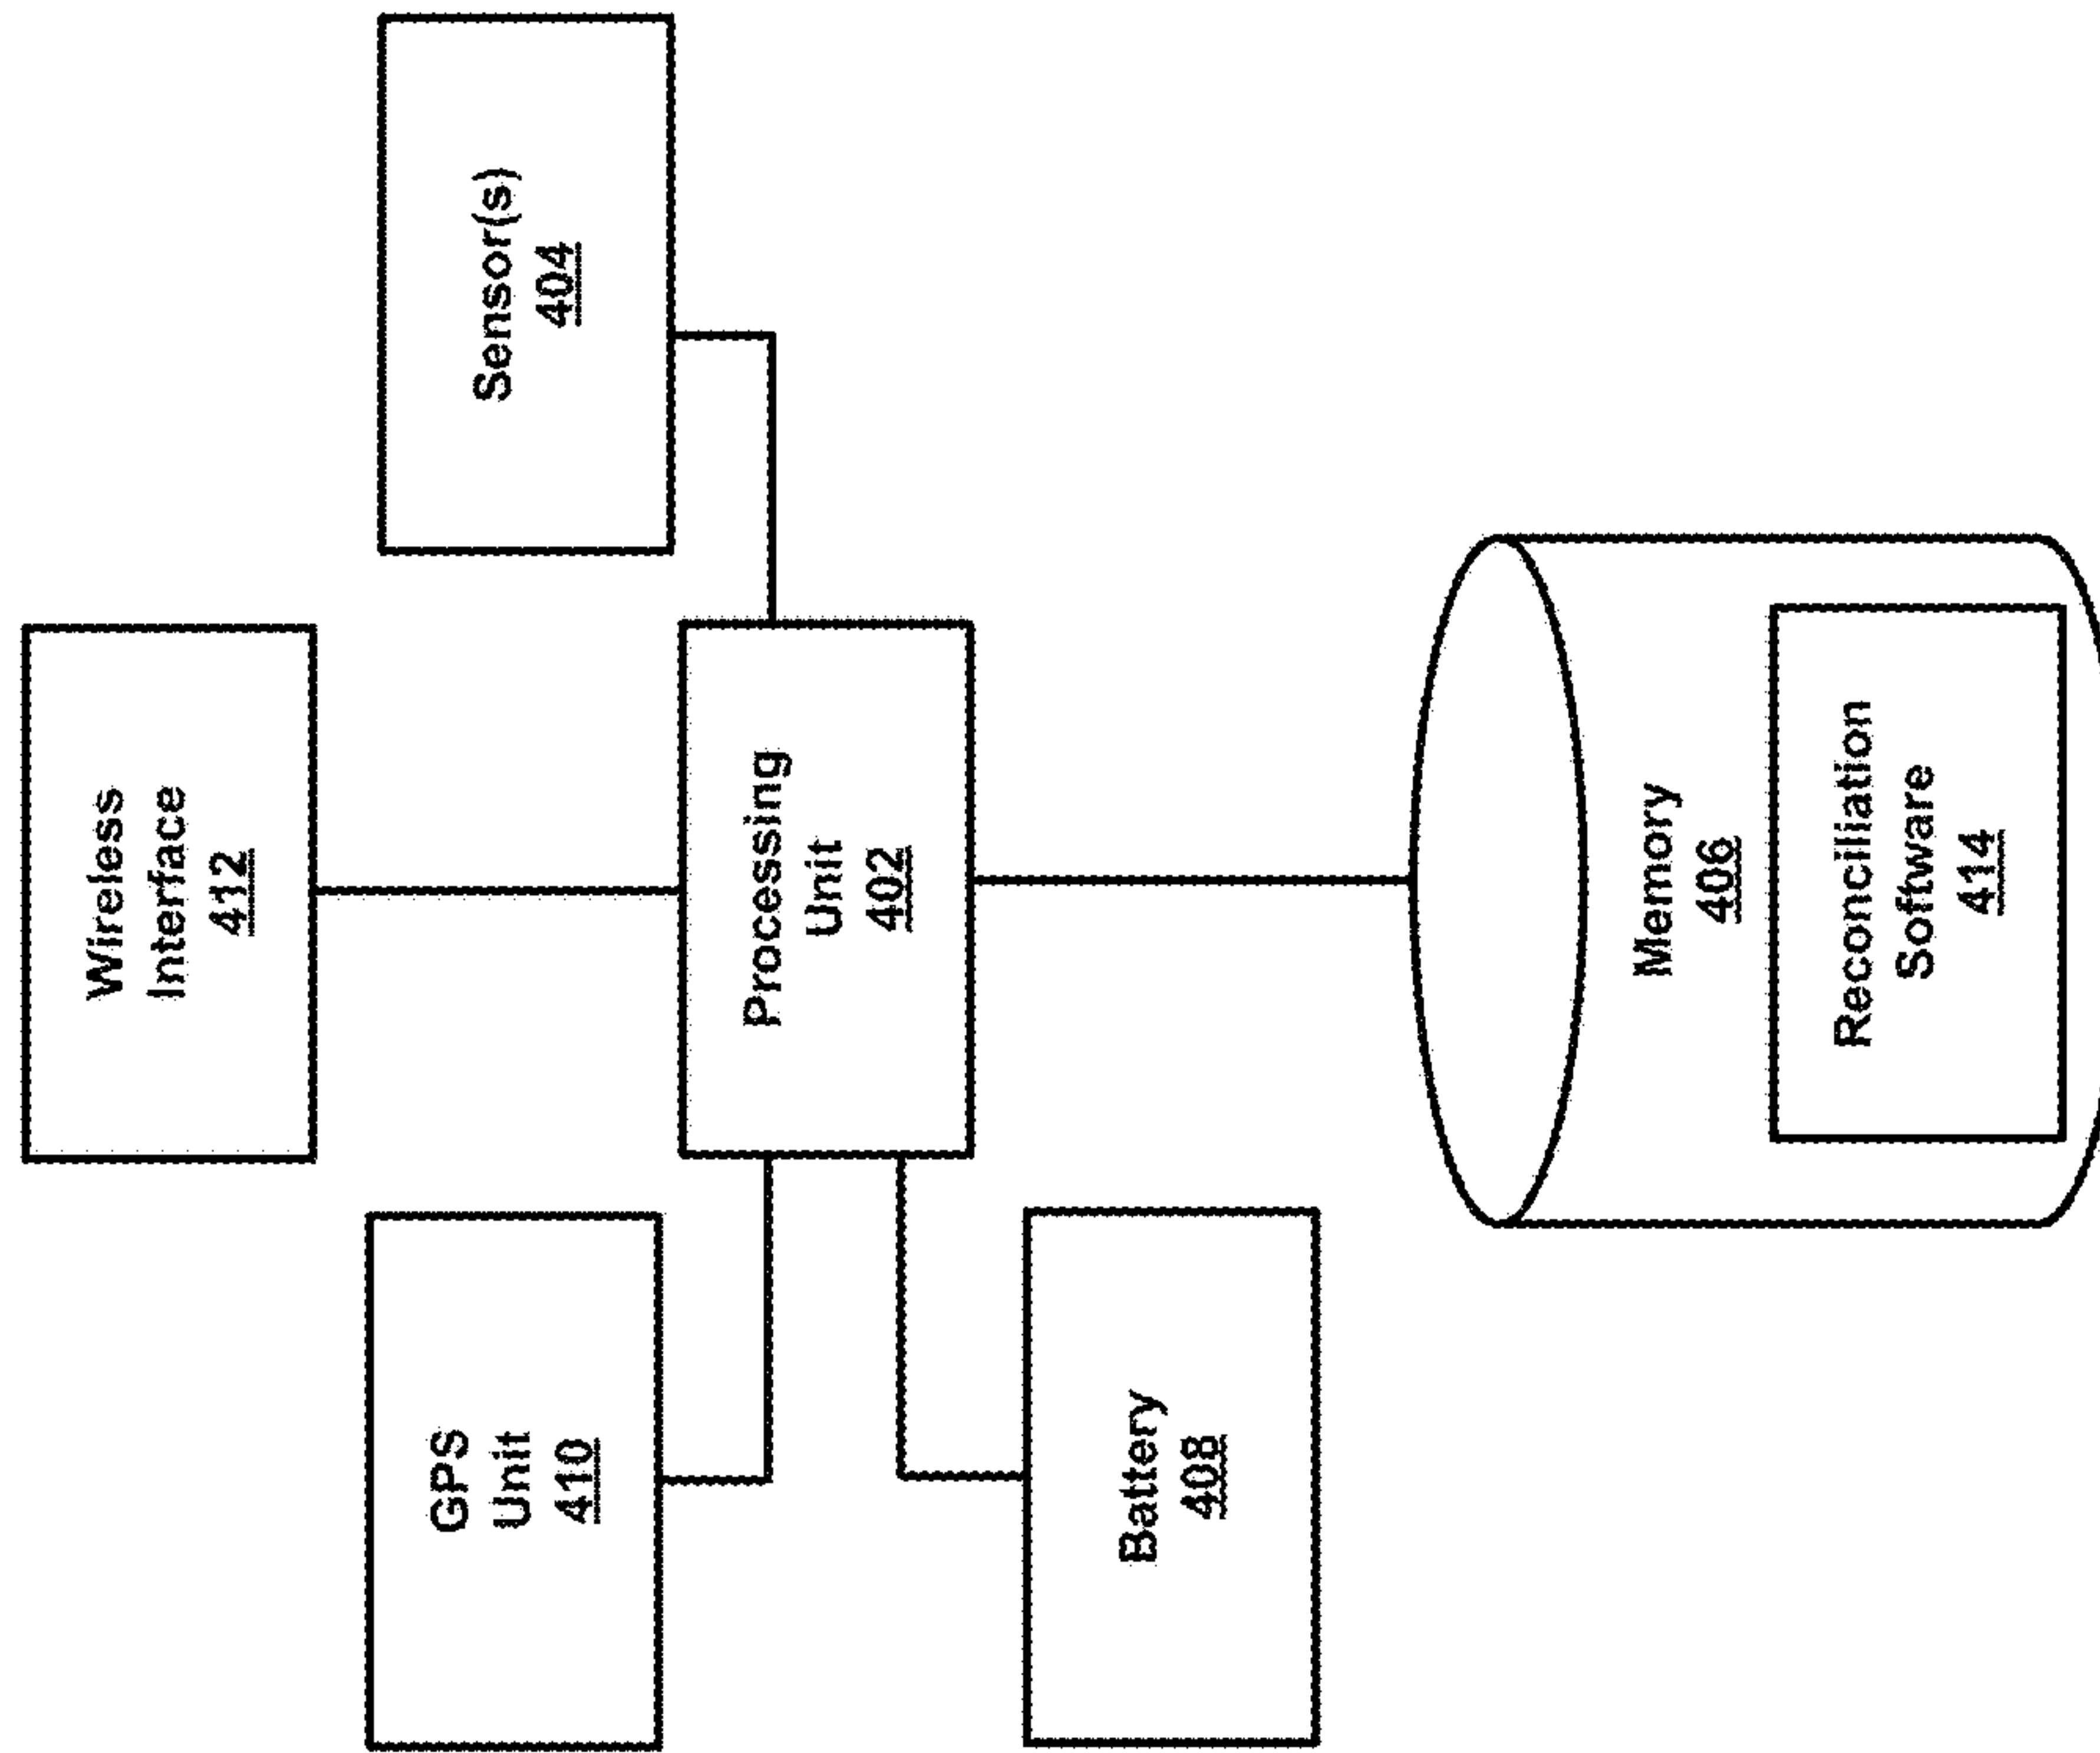 Wireless
Interface
412
Sensor(s)
404
GPS
Unit
410
Processing
Unit
402
Battery
408
Memory
406
Reconciliation
Software
414